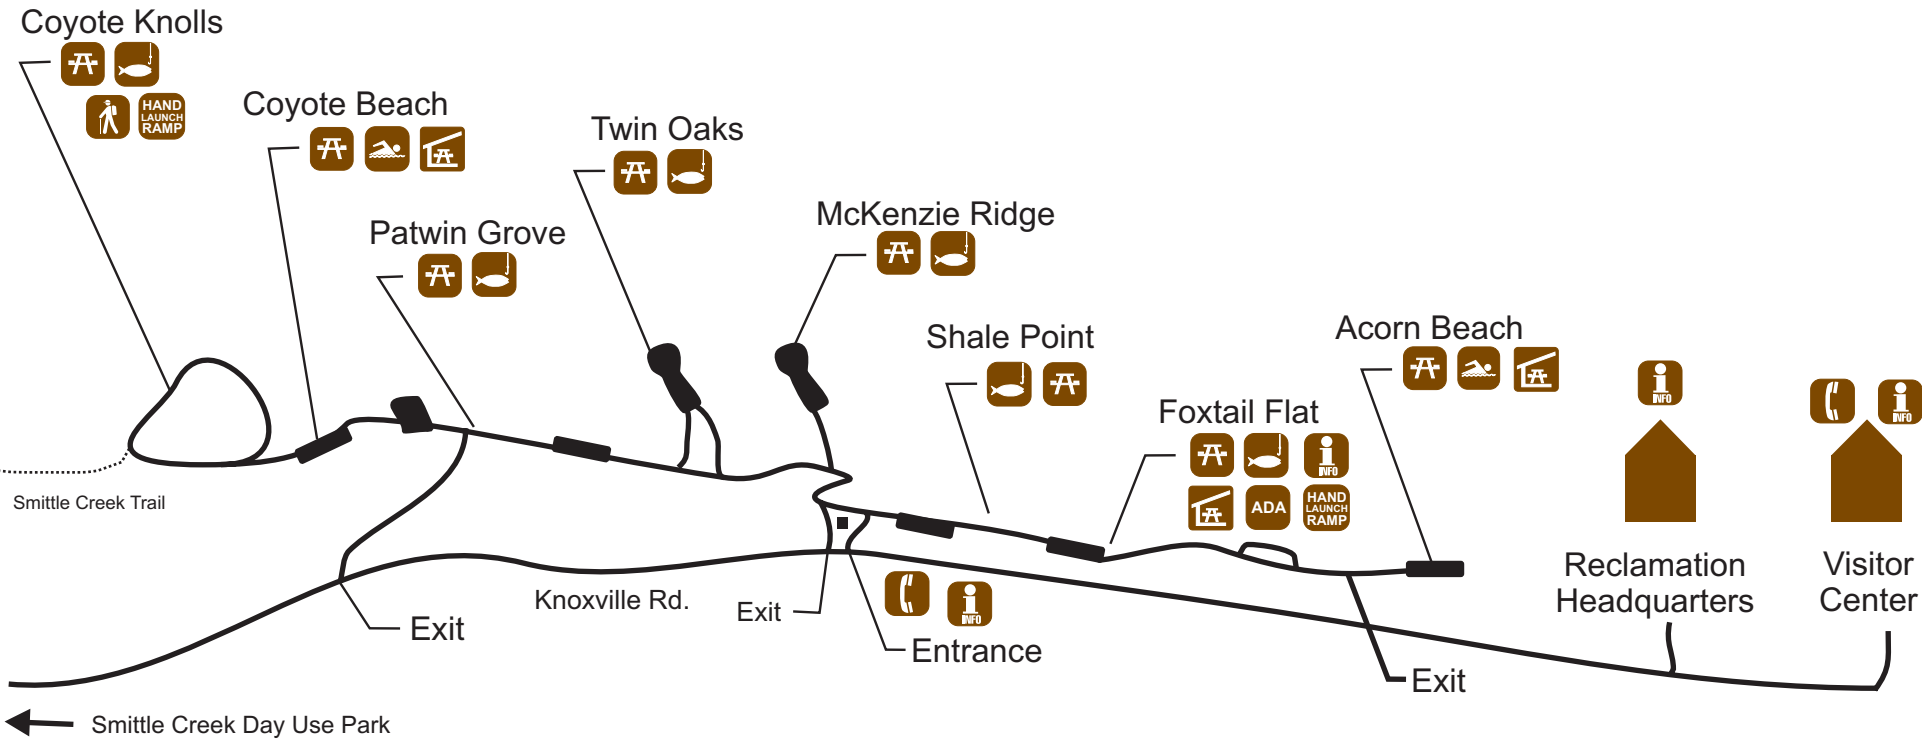 Coyote Knolls
HAND
LAUNCH
RAMP
Coyote Beach
Twin Oaks
Patwin Grove
McKenzie Ridge
Shale Point
Acorn Beach
Foxtail Flat
INFO
ADA
HAND
LAUNCH
RAMP
INFO
INFO
Reclamation
Headquarters
Visitor
Center
Smittle Creek Trail
Knoxville Rd.
Exit
Exit
INFO
Entrance
Exit
Smittle Creek Day Use Park